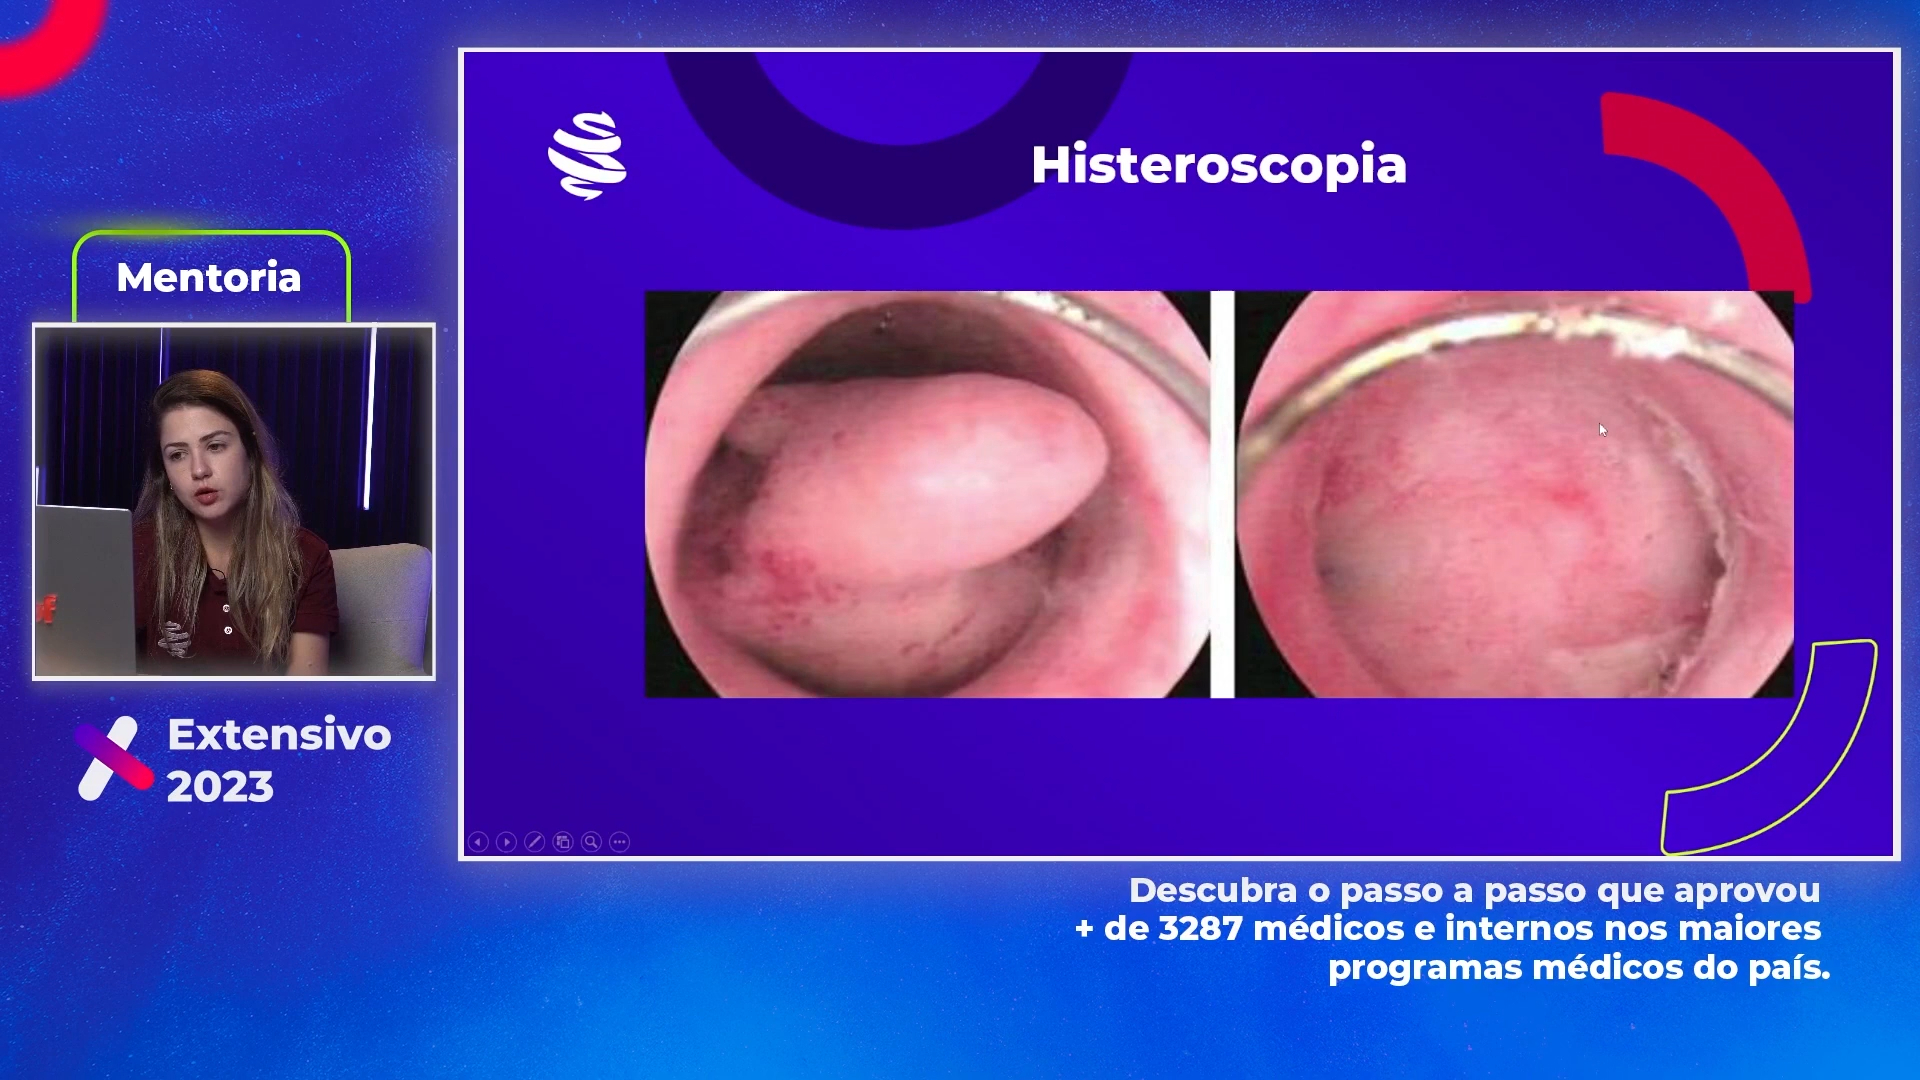 Histeroscopia
Mentoria
Extensivo
2023
Descubra o passo a passo que aprovou
+ de 3287 médicos e internos nos maiores
programas médicos do país.